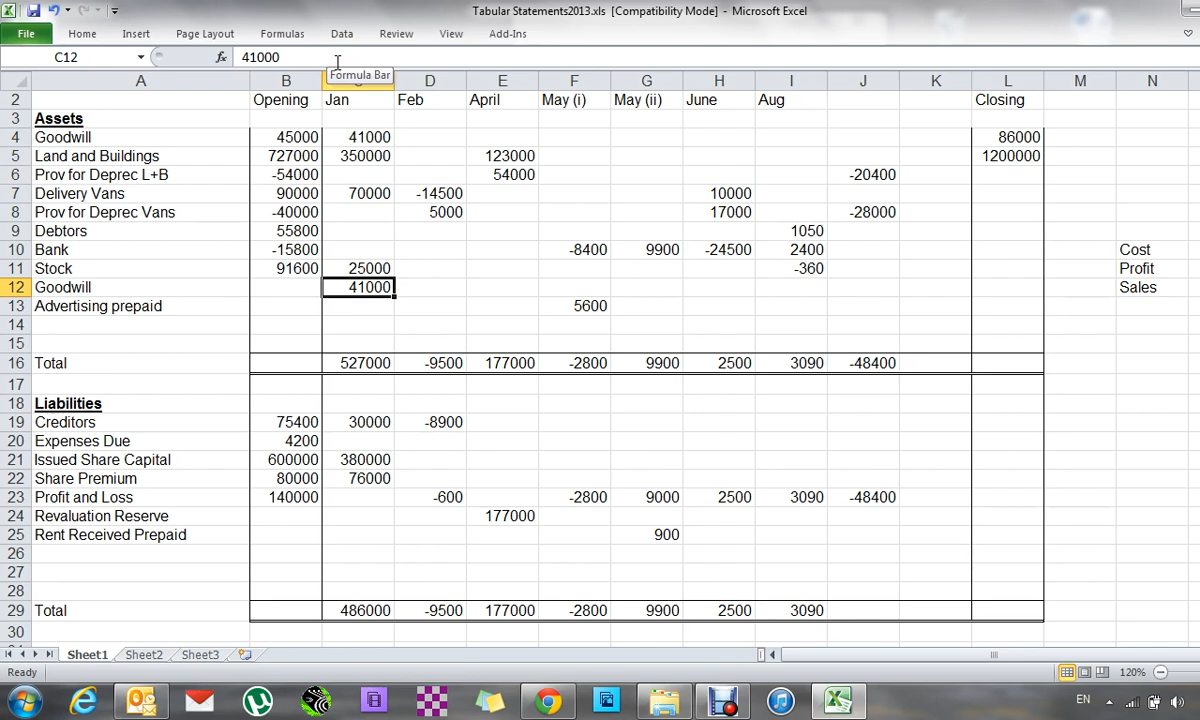 Tabular Statements2013.xls [Compatibility Mode] - Microsoft Excel
File Home Insert Page Layout Formulas Data Review View Add-Ins
C12 fx 41000
Formula Bar
A B C D E F G H I J K L M N
2 Opening Jan Feb April May (i) May (ii) June Aug Closing
3 Assets
4 Goodwill 45000 41000 86000
5 Land and Buildings 727000 350000 123000 1200000
6 Prov for Deprec L+B -54000 54000 -20400
7 Delivery Vans 90000 70000 -14500 10000
8 Prov for Deprec Vans -40000 5000 17000 -28000
9 Debtors 55800 1050
10 Bank -15800 -8400 9900 -24500 2400 Cost
11 Stock 91600 25000 -360 Profit
12 Goodwill 41000 Sales
13 Advertising prepaid 5600
14
15
16 Total 527000 -9500 177000 -2800 9900 2500 3090 -48400
17
18 Liabilities
19 Creditors 75400 30000 -8900
20 Expenses Due 4200
21 Issued Share Capital 600000 380000
22 Share Premium 80000 76000
23 Profit and Loss 140000 -600 -2800 9000 2500 3090 -48400
24 Revaluation Reserve 177000
25 Rent Received Prepaid 900
26
27
28
29 Total 486000 -9500 177000 -2800 9900 2500 3090
30
Sheet1 Sheet2 Sheet3
Ready 120%
EN